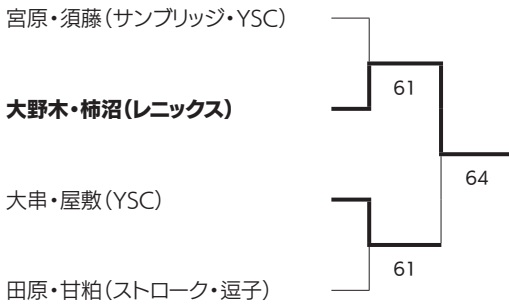 宮原・須藤（サンブリッジ・YSC）
61
大野木・柿沼（レニックス）
64
大串・屋敷（YSC）
61
田原・甘粕（ストローク・逗子）